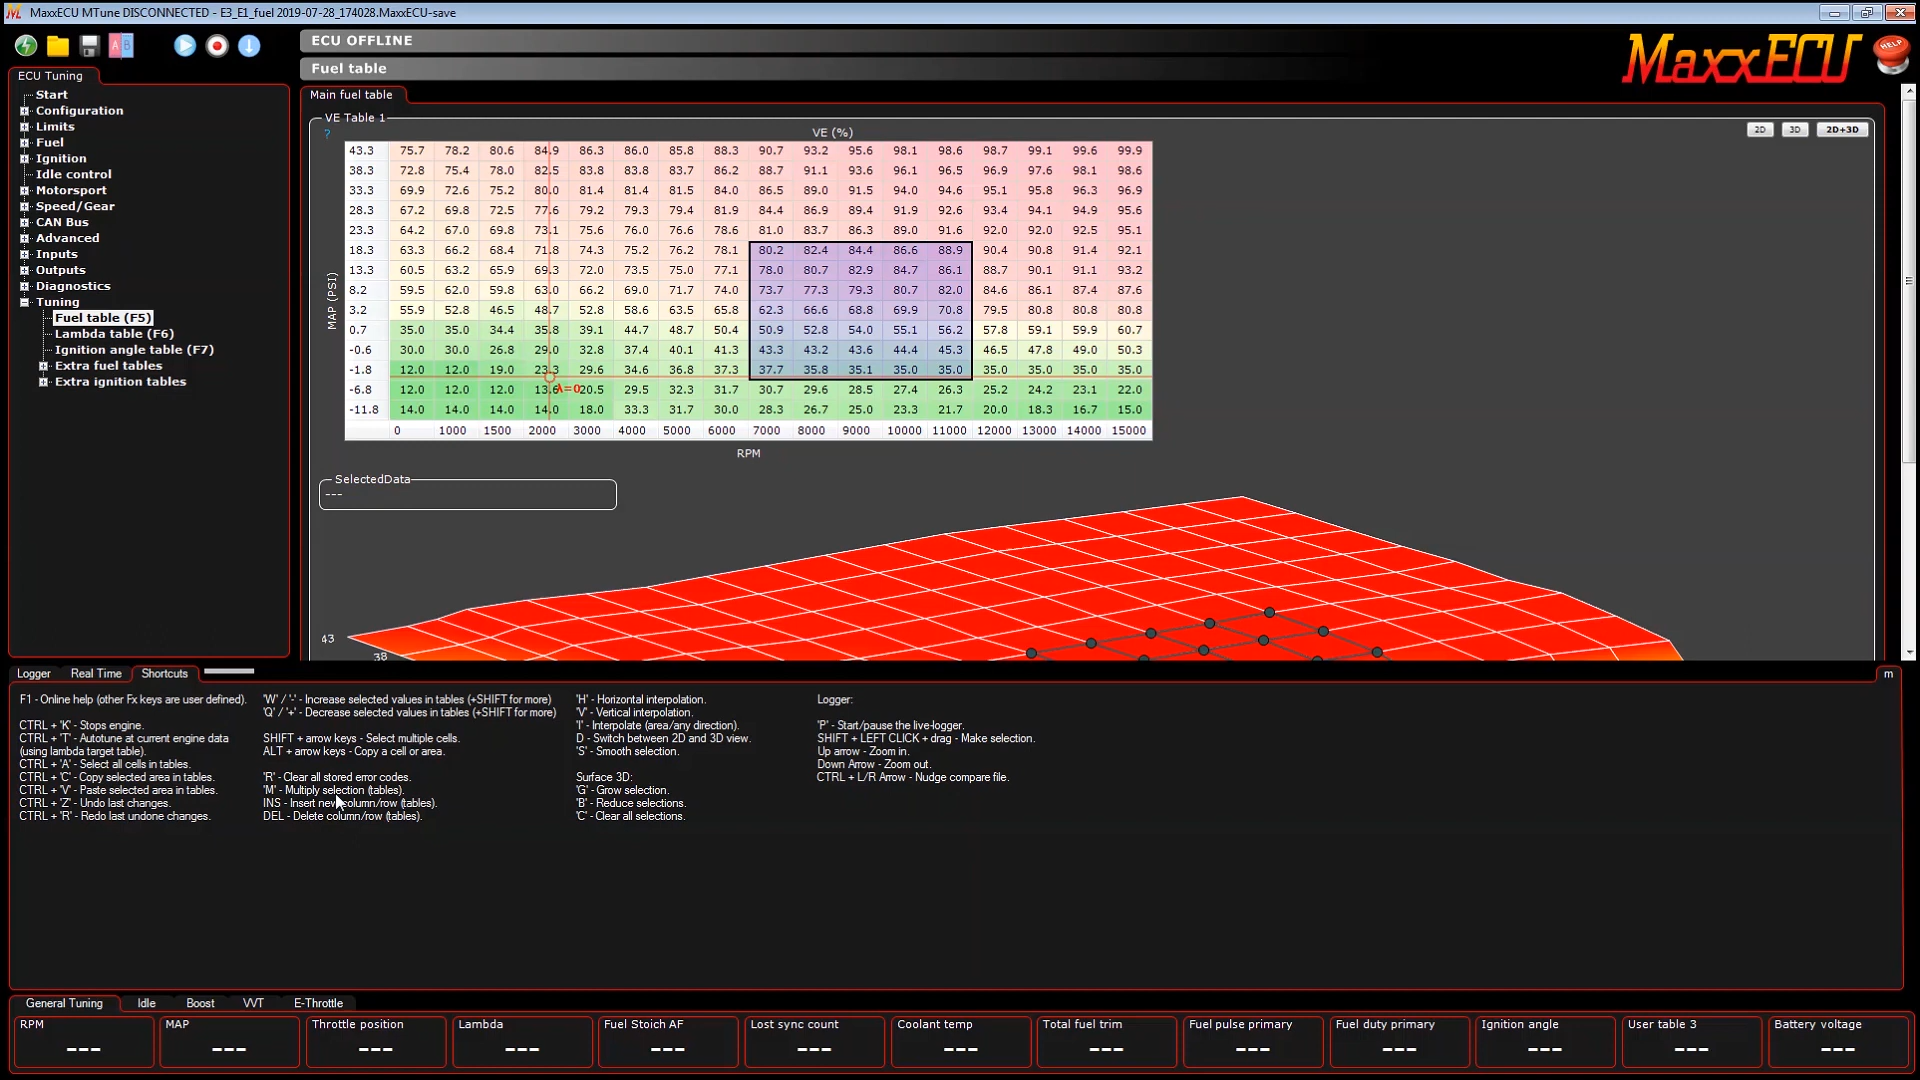 MaxxECU MTune DISCONNECTED - E3_E1_fuel 2019-07-28_174028.MaxxECU-save
ECU OFFLINE
MaxxECU
HELP
Fuel table
ECU Tuning
Start
Configuration
Limits
Fuel
Ignition
Idle control
Motorsport
Speed/Gear
CAN Bus
Advanced
Inputs
Outputs
Diagnostics
Tuning
Fuel table (F5)
Lambda table (F6)
Ignition angle table (F7)
Extra fuel tables
Extra ignition tables
Main fuel table
VE Table 1
?
VE (%)
2D 3D 2D+3D
MAP (PSI)
43.3 75.7 78.2 80.6 84.9 86.3 86.0 85.8 88.3 90.7 93.2 95.6 98.1 98.6 98.7 99.1 99.6 99.9
38.3 72.8 75.4 78.0 82.5 83.8 83.8 83.7 86.2 88.7 91.1 93.6 96.1 96.5 96.9 97.6 98.1 98.6
33.3 69.9 72.6 75.2 80.0 81.4 81.4 81.5 84.0 86.5 89.0 91.5 94.0 94.6 95.1 95.8 96.3 96.9
28.3 67.2 69.8 72.5 77.6 79.2 79.3 79.4 81.9 84.4 86.9 89.4 91.9 92.6 93.4 94.1 94.9 95.6
23.3 64.2 67.0 69.8 73.1 75.6 76.0 76.6 78.6 81.0 83.7 86.3 89.0 91.6 92.0 92.0 92.5 95.1
18.3 63.3 66.2 68.4 71.8 74.3 75.2 76.2 78.1 80.2 82.4 84.4 86.6 88.9 90.4 90.8 91.4 92.1
13.3 60.5 63.2 65.9 69.3 72.0 73.5 75.0 77.1 78.0 80.7 82.9 84.7 86.1 88.7 90.1 91.1 93.2
8.2 59.5 62.0 59.8 63.0 66.2 69.0 71.7 74.0 73.7 77.3 79.3 80.7 82.0 84.6 86.1 87.4 87.6
3.2 55.9 52.8 46.5 48.7 52.8 58.6 63.5 65.8 62.3 66.6 68.8 69.9 70.8 79.5 80.8 80.8 80.8
0.7 35.0 35.0 34.4 35.8 39.1 44.7 48.7 50.4 50.9 52.8 54.0 55.1 56.2 57.8 59.1 59.9 60.7
-0.6 30.0 30.0 26.8 29.0 32.8 37.4 40.1 41.3 43.3 43.2 43.6 44.4 45.3 46.5 47.8 49.0 50.3
-1.8 12.0 12.0 19.0 23.3 29.6 34.6 36.8 37.3 37.7 35.8 35.1 35.0 35.0 35.0 35.0 35.0 35.0
-6.8 12.0 12.0 12.0 13.6 20.5 29.5 32.3 31.7 30.7 29.6 28.5 27.4 26.3 25.2 24.2 23.1 22.0
-11.8 14.0 14.0 14.0 14.0 18.0 33.3 31.7 30.0 28.3 26.7 25.0 23.3 21.7 20.0 18.3 16.7 15.0
0 1000 1500 2000 3000 4000 5000 6000 7000 8000 9000 10000 11000 12000 13000 14000 15000
RPM
SelectedData
---
43
38
Logger Real Time Shortcuts
m
F1 - Online help (other Fx keys are user defined).
CTRL + 'K' - Stops engine.
CTRL + 'T' - Autotune at current engine data
(using lambda target table).
CTRL + 'A' - Select all cells in tables.
CTRL + 'C' - Copy selected area in tables.
CTRL + 'V' - Paste selected area in tables.
CTRL + 'Z' - Undo last changes.
CTRL + 'R' - Redo last undone changes.
'W' / '-' - Increase selected values in tables (+SHIFT for more)
'Q' / '+' - Decrease selected values in tables (+SHIFT for more)
SHIFT + arrow keys - Select multiple cells.
ALT + arrow keys - Copy a cell or area.
'R' - Clear all stored error codes.
'M' - Multiply selection (tables).
INS - Insert new column/row (tables).
DEL - Delete column/row (tables).
'H' - Horizontal interpolation.
'V' - Vertical interpolation.
'I' - Interpolate (area/any direction).
D - Switch between 2D and 3D view.
'S' - Smooth selection.
Surface 3D:
'G' - Grow selection.
'B' - Reduce selections.
'C' - Clear all selections.
Logger:
'P' - Start/pause the live-logger.
SHIFT + LEFT CLICK + drag - Make selection.
Up arrow - Zoom in.
Down Arrow - Zoom out.
CTRL + L/R Arrow - Nudge compare file.
General Tuning Idle Boost VVT E-Throttle
RPM MAP Throttle position Lambda Fuel Stoich AF Lost sync count Coolant temp Total fuel trim Fuel pulse primary Fuel duty primary Ignition angle User table 3 Battery voltage
--- --- --- --- --- --- --- --- --- --- --- --- ---